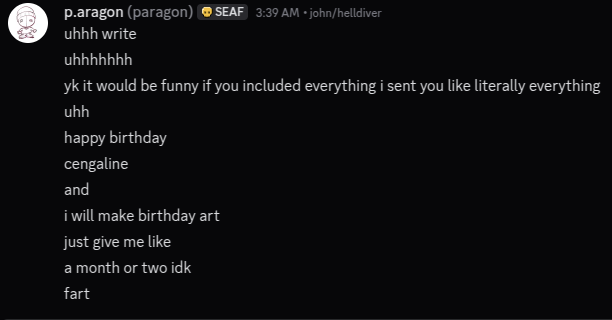 p.aragon (paragon) SEAF 3:39 AM • john/helldiver
uhhh write
uhhhhhhh
yk it would be funny if you included everything i sent you like literally everything
uhh
happy birthday
cengaline
and
i will make birthday art
just give me like
a month or two idk
fart